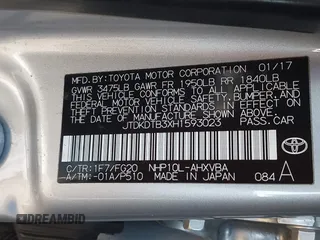 MFD BY: TOYOTA MOTOR CORPORATION 01/17
GVWR 3475LB GAWR FR 1950LB RR 1840LB
THIS VEHICLE CONFORMS TO ALL APPLICABLE
FEDERAL MOTOR VEHICLE SAFETY, BUMPER, AND
THEFT PREVENTION STANDARDS IN EFFECT ON
THE DATE OF MANUFACTURE SHOWN ABOVE.
JTDKDTB3XH1593023
PASS. CAR
TOYOTA
C/TR: 1F7/FG20 NHP10L-AHXVBA
A/TM: -01A/P510 MADE IN JAPAN 084 A
DREAMBID